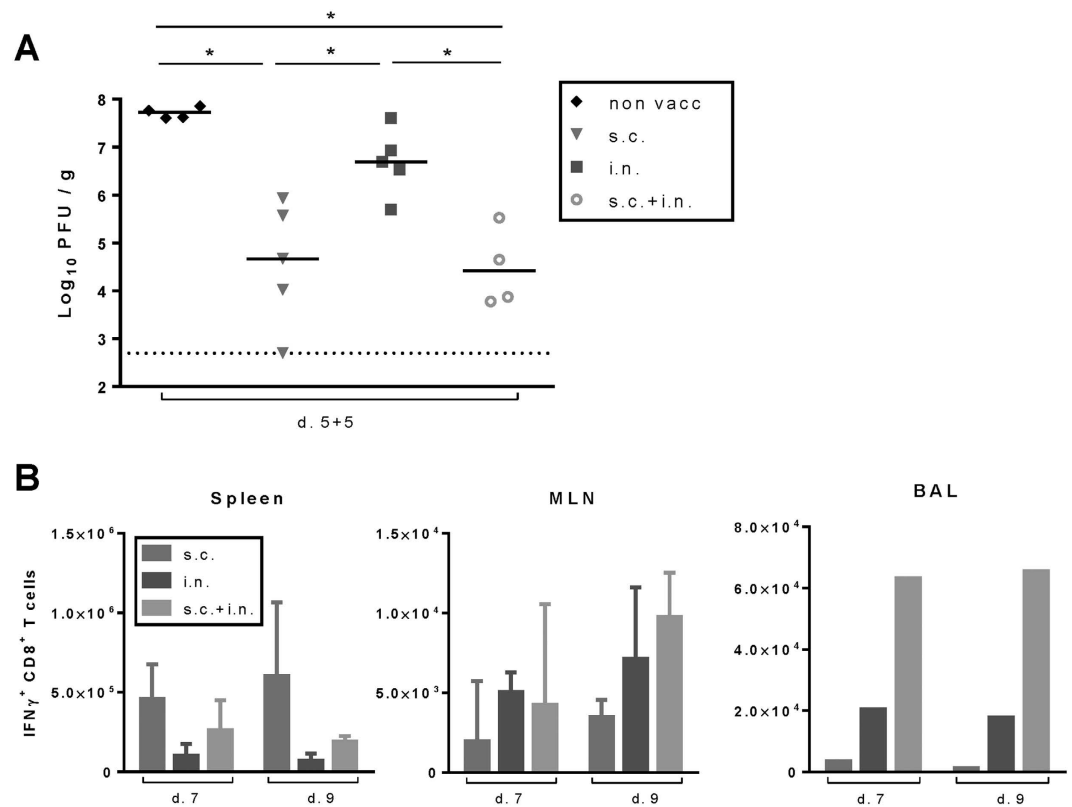 A
*
* * *
8
7
6
5
4
3
2
Log10 PFU / g
d. 5+5
non vacc
s.c.
i.n.
s.c.+i.n.
B
Spleen
MLN
BAL
IFNγ+ CD8+ T cells
1.5×10^6
1.0×10^6
5.0×10^5
0
s.c.
i.n.
s.c.+i.n.
d. 7 d. 9
1.5×10^4
1.0×10^4
5.0×10^3
0
d. 7 d. 9
8.0×10^4
6.0×10^4
4.0×10^4
2.0×10^4
0
d. 7 d. 9